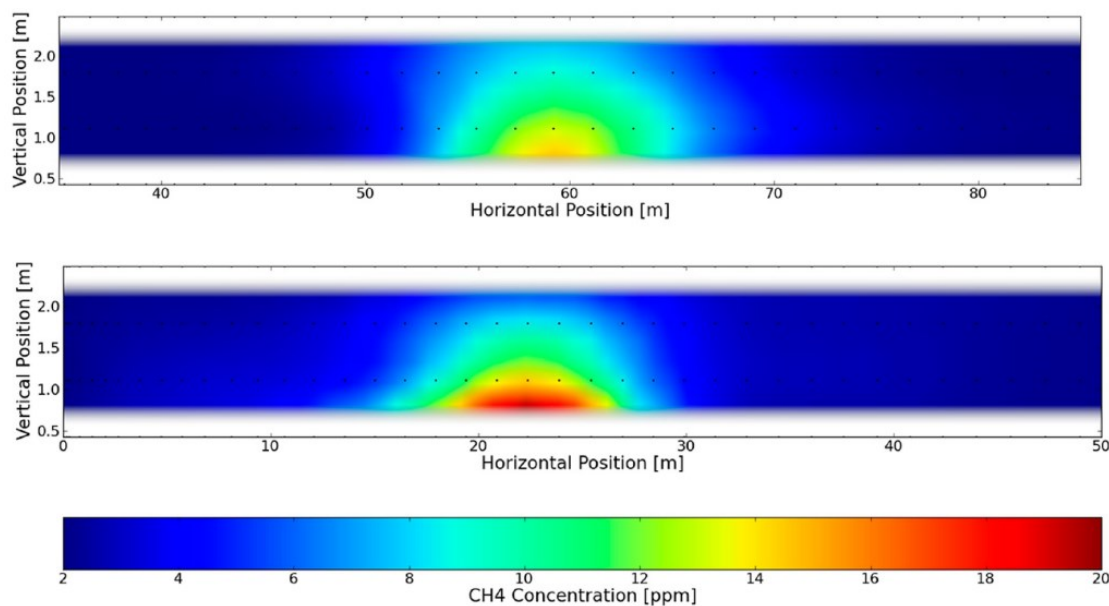 Vertical Position [m]
2.0
1.5
1.0
0.5
40 50 60 70 80
Horizontal Position [m]
Vertical Position [m]
2.0
1.5
1.0
0.5
0 10 20 30 40 50
Horizontal Position [m]
2 4 6 8 10 12 14 16 18 20
CH4 Concentration [ppm]